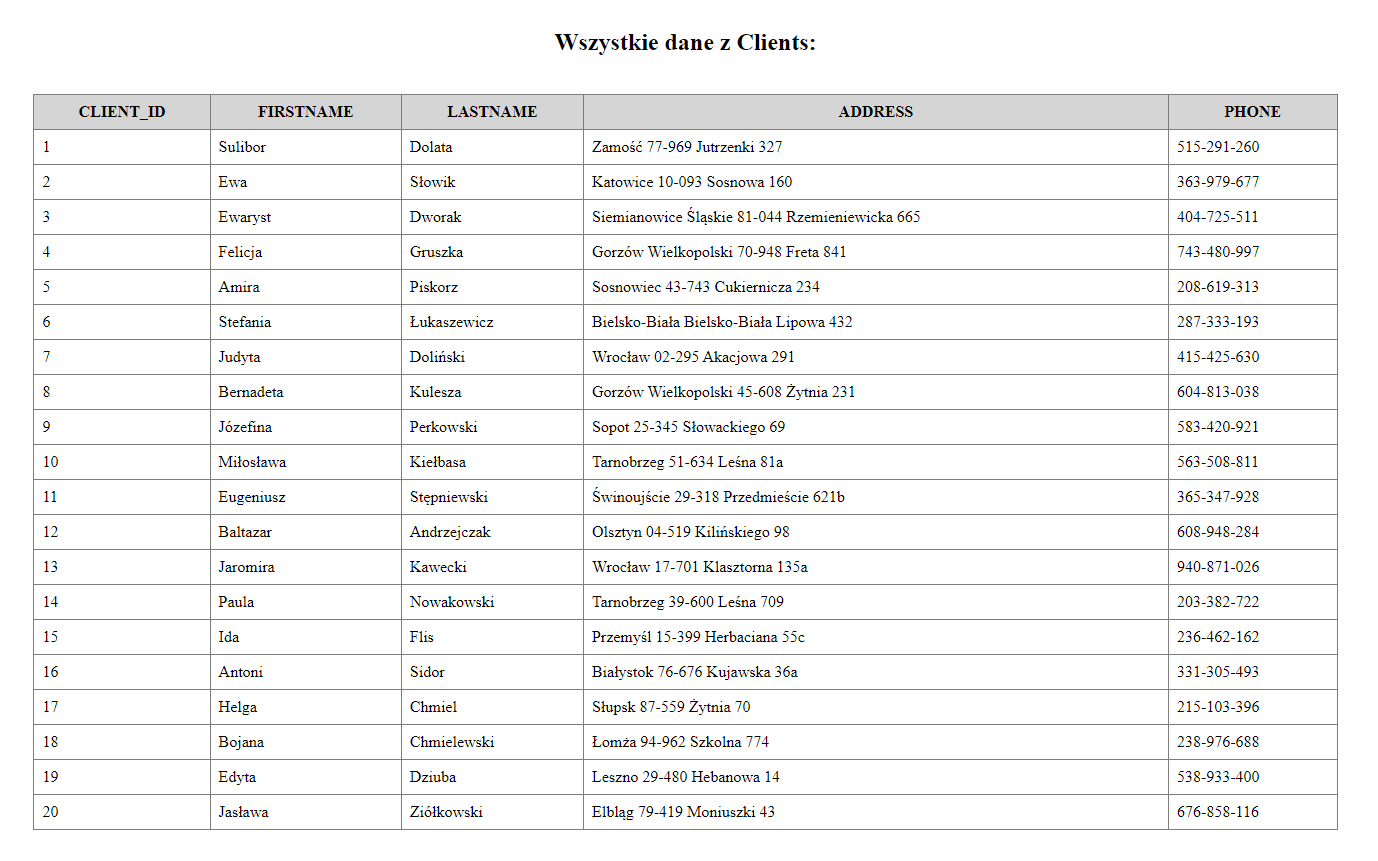 Wszystkie dane z Clients:
CLIENT_ID FIRSTNAME LASTNAME ADDRESS PHONE
1 Sulibor Dolata Zamość 77-969 Jutrzenki 327 515-291-260
2 Ewa Słowik Katowice 10-093 Sosnowa 160 363-979-677
3 Ewaryst Dworak Siemianowice Śląskie 81-044 Rzemieniewicka 665 404-725-511
4 Felicja Gruszka Gorzów Wielkopolski 70-948 Freta 841 743-480-997
5 Amira Piskorz Sosnowiec 43-743 Cukiernicza 234 208-619-313
6 Stefania Łukaszewicz Bielsko-Biała Bielsko-Biała Lipowa 432 287-333-193
7 Judyta Doliński Wrocław 02-295 Akacjowa 291 415-425-630
8 Bernadeta Kulesza Gorzów Wielkopolski 45-608 Żytnia 231 604-813-038
9 Józefina Perkowski Sopot 25-345 Słowackiego 69 583-420-921
10 Miłosława Kiełbasa Tarnobrzeg 51-634 Leśna 81a 563-508-811
11 Eugeniusz Stępniewski Świnoujście 29-318 Przedmieście 621b 365-347-928
12 Baltazar Andrzejczak Olsztyn 04-519 Kilińskiego 98 608-948-284
13 Jaromira Kawecki Wrocław 17-701 Klasztorna 135a 940-871-026
14 Paula Nowakowski Tarnobrzeg 39-600 Leśna 709 203-382-722
15 Ida Flis Przemyśl 15-399 Herbaciana 55c 236-462-162
16 Antoni Sidor Białystok 76-676 Kujawska 36a 331-305-493
17 Helga Chmiel Słupsk 87-559 Żytnia 70 215-103-396
18 Bojana Chmielewski Łomża 94-962 Szkolna 774 238-976-688
19 Edyta Dziuba Leszno 29-480 Hebanowa 14 538-933-400
20 Jasława Ziółkowski Elbląg 79-419 Moniuszki 43 676-858-116